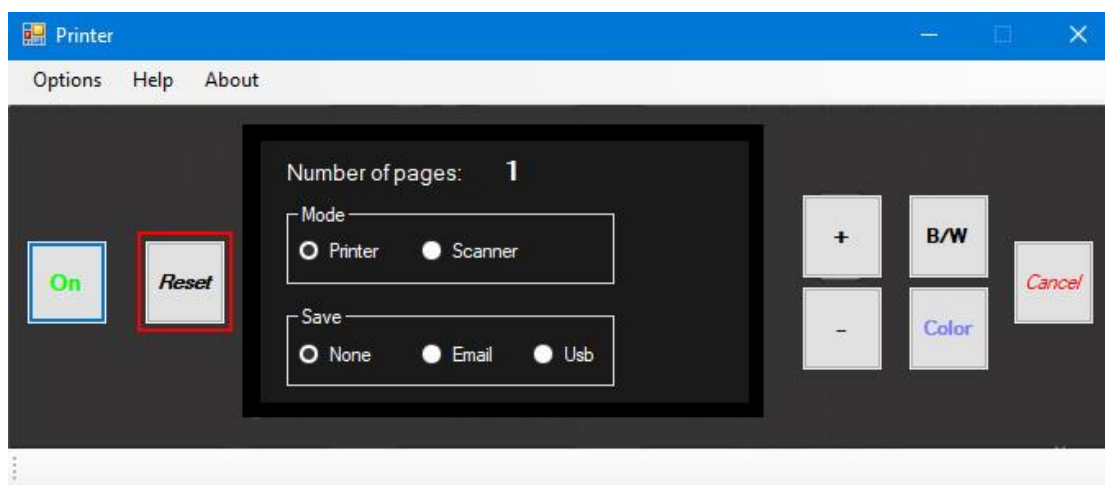 Printer
Options Help About
Number of pages: 1
Mode
Printer Scanner
Save
None Email Usb
On
Reset
+
B/W
-
Color
Cancel